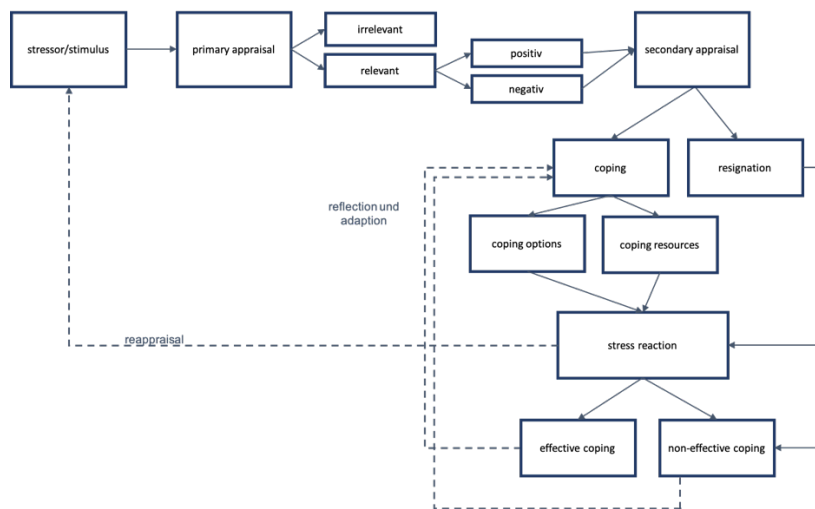 stressor/stimulus
primary appraisal
irrelevant
relevant
positiv
negativ
secondary appraisal
coping
resignation
reflection und
adaption
coping options
coping resources
reappraisal
stress reaction
effective coping
non-effective coping